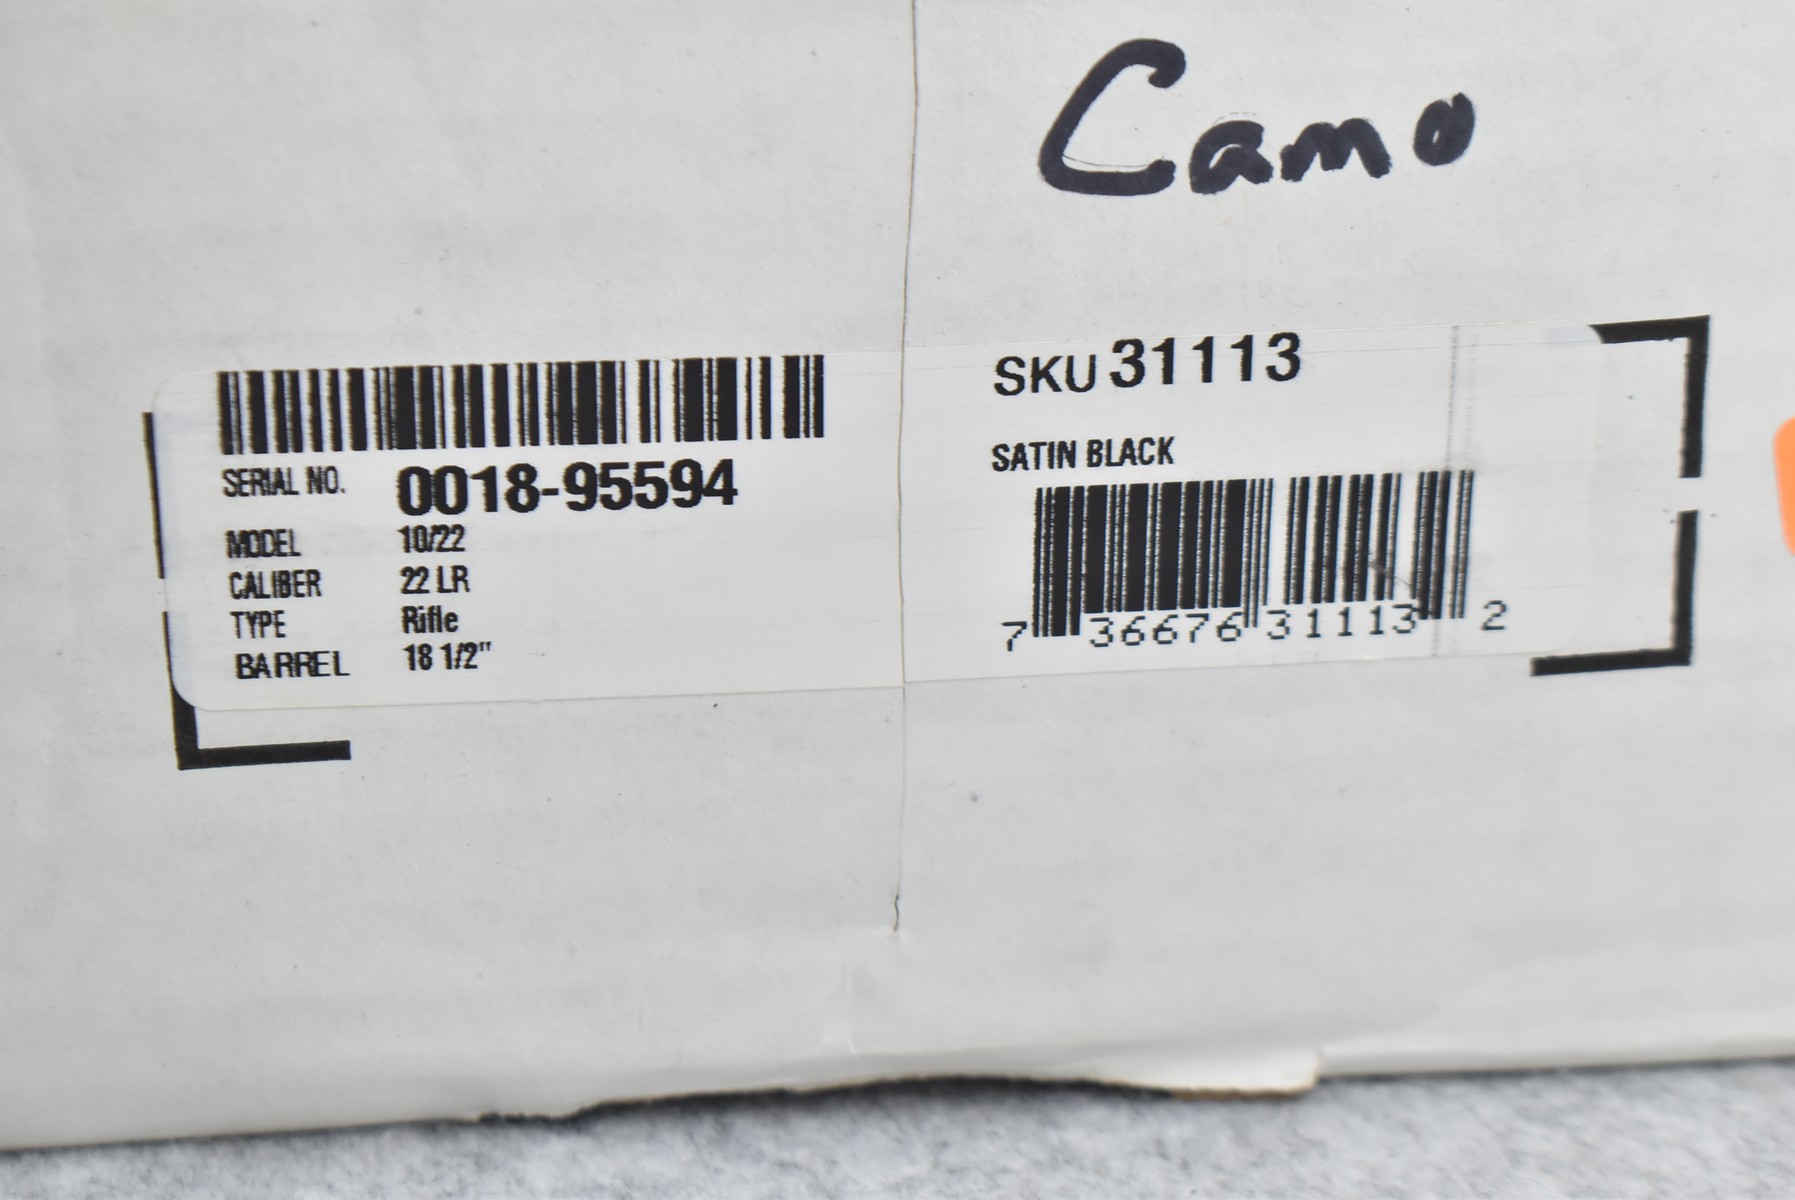 Camo
SERIAL NO. 0018-95594
MODEL 10/22
CALIBER 22 LR
TYPE Rifle
BARREL 18 1/2"
SKU 31113
SATIN BLACK
7 36676 31113 2